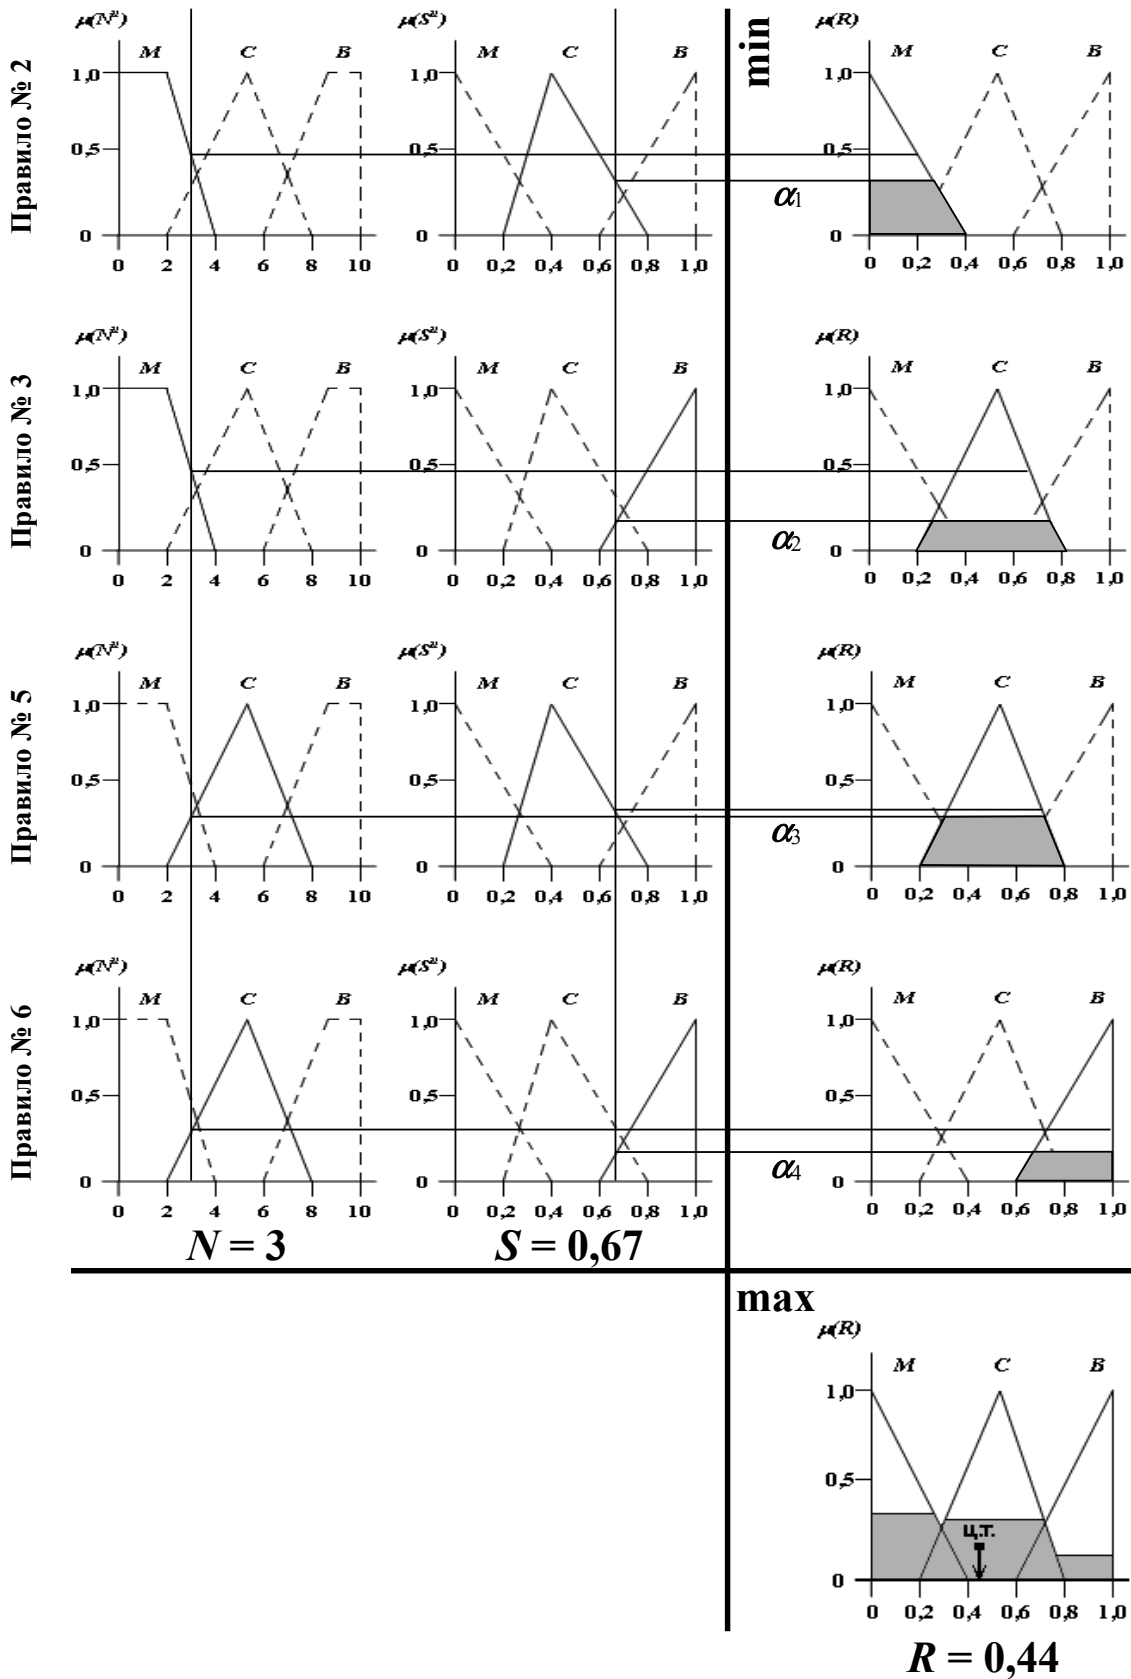 Правило № 2
μ(N²¹) μ(S²¹) min μ(R)
M C B M C B M C B
1,0 1,0 1,0
0,5 0,5 0,5
α1
0 0 0
0 2 4 6 8 10 0 0,2 0,4 0,6 0,8 1,0 0 0,2 0,4 0,6 0,8 1,0
Правило № 3
μ(N²¹) μ(S²¹) μ(R)
M C B M C B M C B
1,0 1,0 1,0
0,5 0,5 0,5
α2
0 0 0
0 2 4 6 8 10 0 0,2 0,4 0,6 0,8 1,0 0 0,2 0,4 0,6 0,8 1,0
Правило № 5
μ(N²¹) μ(S²¹) μ(R)
M C B M C B M C B
1,0 1,0 1,0
0,5 0,5 0,5
α3
0 0 0
0 2 4 6 8 10 0 0,2 0,4 0,6 0,8 1,0 0 0,2 0,4 0,6 0,8 1,0
Правило № 6
μ(N²¹) μ(S²¹) μ(R)
M C B M C B M C B
1,0 1,0 1,0
0,5 0,5 0,5
α4
0 0 0
0 2 4 6 8 10 0 0,2 0,4 0,6 0,8 1,0 0 0,2 0,4 0,6 0,8 1,0
N = 3 S = 0,67
max
μ(R)
M C B
1,0
0,5
ц.т.
0
0 0,2 0,4 0,6 0,8 1,0
R = 0,44